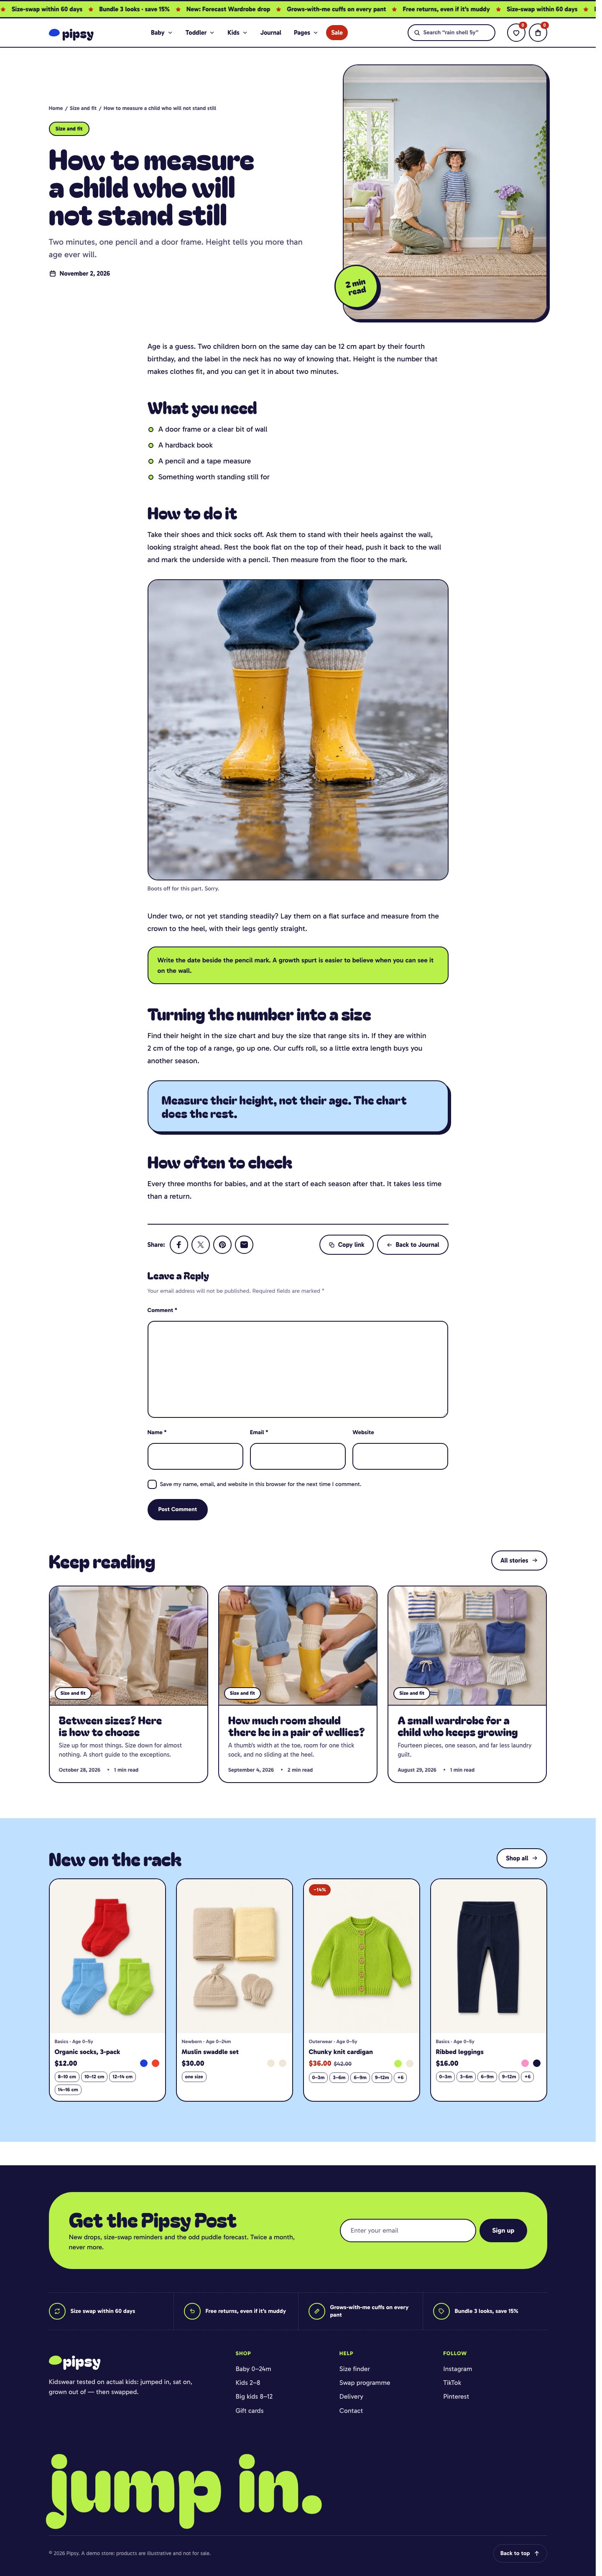 Size-swap within 60 days ★ Bundle 3 looks · save 15% ★ New: Forecast Wardrobe drop ★ Grows-with-me cuffs on every pant ★ Free returns, even if it's muddy ★ Size-swap within 60 days
pipsy Baby Toddler Kids Journal Pages Sale Search "rain shell 5y" 0 0
Home / Size and fit / How to measure a child who will not stand still
Size and fit
How to measure
a child who will
not stand still
Two minutes, one pencil and a door frame. Height tells you more than
age ever will.
November 2, 2026
2 min
read
Age is a guess. Two children born on the same day can be 12 cm apart by their fourth
birthday, and the label in the neck has no way of knowing that. Height is the number that
makes clothes fit, and you can get it in about two minutes.
What you need
A door frame or a clear bit of wall
A hardback book
A pencil and a tape measure
Something worth standing still for
How to do it
Take their shoes and thick socks off. Ask them to stand with their heels against the wall,
looking straight ahead. Rest the book flat on the top of their head, push it back to the wall
and mark the underside with a pencil. Then measure from the floor to the mark.
Boots off for this part. Sorry.
Under two, or not yet standing steadily? Lay them on a flat surface and measure from the
crown to the heel, with their legs gently straight.
Write the date beside the pencil mark. A growth spurt is easier to believe when you can see it
on the wall.
Turning the number into a size
Find their height in the size chart and buy the size that range sits in. If they are within
2 cm of the top of a range, go up one. Our cuffs roll, so a little extra length buys you
another season.
Measure their height, not their age. The chart
does the rest.
How often to check
Every three months for babies, and at the start of each season after that. It takes less time
than a return.
Share: Copy link ← Back to Journal
Leave a Reply
Your email address will not be published. Required fields are marked *
Comment *
Name * Email * Website
Save my name, email, and website in this browser for the next time I comment.
Post Comment
Keep reading All stories →
Size and fit Size and fit Size and fit
Between sizes? Here
is how to choose
Size up for most things. Size down for almost
nothing. A short guide to the exceptions.
October 28, 2026 • 1 min read
How much room should
there be in a pair of wellies?
A thumb's width at the toe, room for one thick
sock, and no sliding at the heel.
September 4, 2026 • 2 min read
A small wardrobe for a
child who keeps growing
Fourteen pieces, one season, and far less laundry
guilt.
August 29, 2026 • 1 min read
New on the rack Shop all →
Basics · Age 0–5y
Organic socks, 3-pack
$12.00
8–10 cm 10–12 cm 12–14 cm
14–16 cm
Newborn · Age 0–24m
Muslin swaddle set
$30.00
one size
−14%
Outerwear · Age 0–5y
Chunky knit cardigan
$36.00 $42.00
0–3m 3–6m 6–9m 9–12m +6
Basics · Age 0–5y
Ribbed leggings
$16.00
0–3m 3–6m 6–9m 9–12m +6
Get the Pipsy Post
New drops, size-swap reminders and the odd puddle forecast. Twice a month,
never more.
Enter your email Sign up
Size swap within 60 days
Free returns, even if it's muddy
Grows-with-me cuffs on every
pant
Bundle 3 looks, save 15%
pipsy
Kidswear tested on actual kids: jumped in, sat on,
grown out of — then swapped.
SHOP
Baby 0–24m
Kids 2–8
Big kids 8–12
Gift cards
HELP
Size finder
Swap programme
Delivery
Contact
FOLLOW
Instagram
TikTok
Pinterest
jump in.
© 2026 Pipsy. A demo store; products are illustrative and not for sale.
Back to top ↑